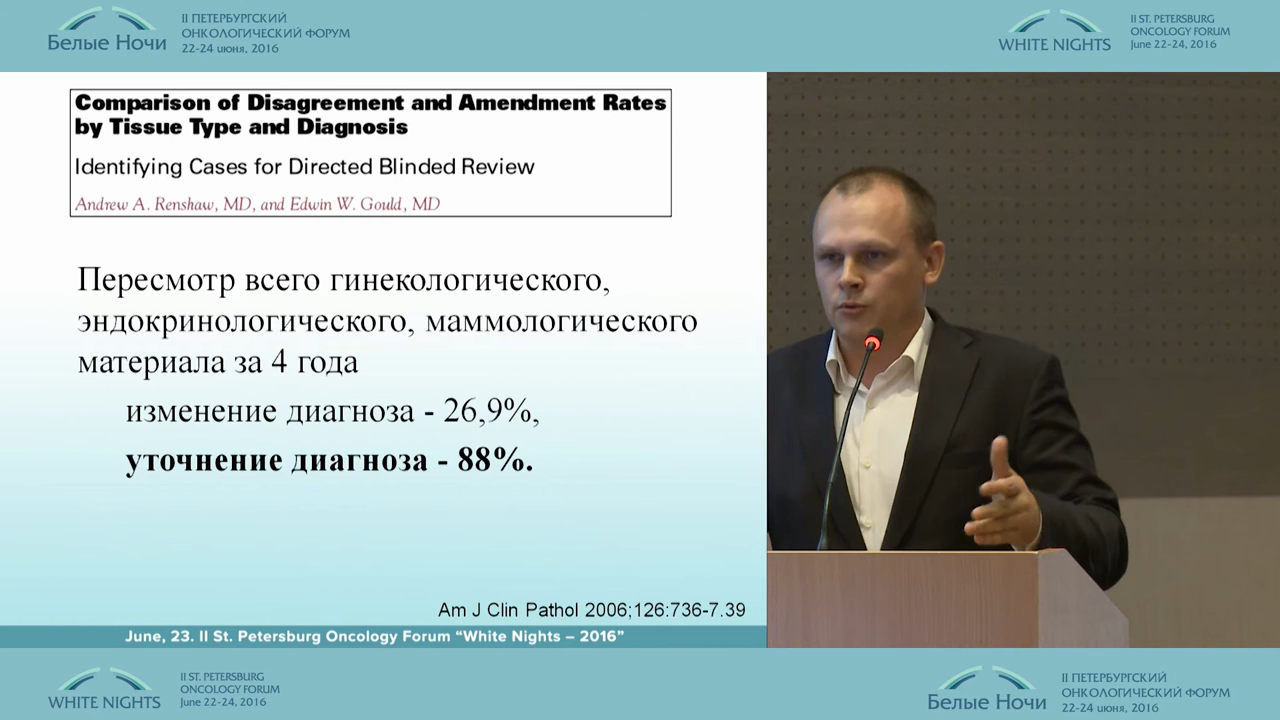 II ПЕТЕРБУРГСКИЙ
ОНКОЛОГИЧЕСКИЙ ФОРУМ
Белые Ночи
22-24 июня, 2016
II ST. PETERSBURG
ONCOLOGY FORUM
WHITE NIGHTS
June 22-24, 2016
Comparison of Disagreement and Amendment Rates
by Tissue Type and Diagnosis
Identifying Cases for Directed Blinded Review
Andrew A. Renshaw, MD, and Edwin W. Gould, MD
Пересмотр всего гинекологического,
эндокринологического, маммологического
материала за 4 года
изменение диагноза - 26,9%,
уточнение диагноза - 88%.
Am J Clin Pathol 2006;126:736-7.39
June, 23. II St. Petersburg Oncology Forum “White Nights – 2016”
II ST. PETERSBURG
ONCOLOGY FORUM
WHITE NIGHTS
June 22-24, 2016
II ПЕТЕРБУРГСКИЙ
ОНКОЛОГИЧЕСКИЙ ФОРУМ
Белые Ночи
22-24 июня, 2016